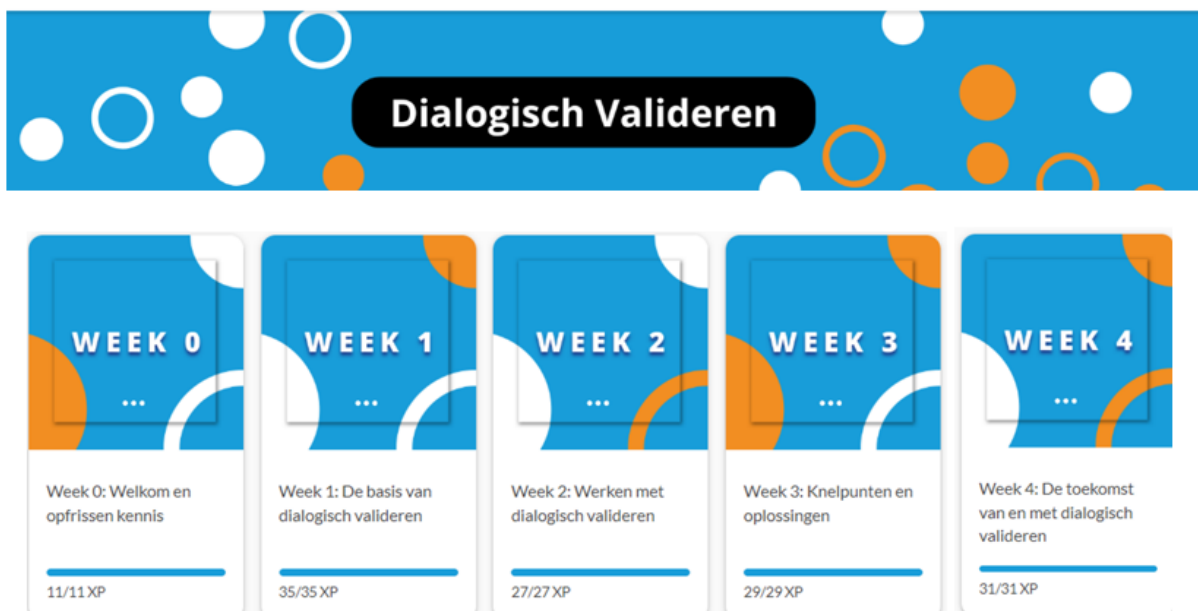 Dialogisch Valideren
WEEK 0
...
Week 0: Welkom en
opfrissen kennis
11/11 XP
WEEK 1
...
Week 1: De basis van
dialogisch valideren
35/35 XP
WEEK 2
...
Week 2: Werken met
dialogisch valideren
27/27 XP
WEEK 3
...
Week 3: Knelpunten en
oplossingen
29/29 XP
WEEK 4
...
Week 4: De toekomst
van en met dialogisch
valideren
31/31 XP